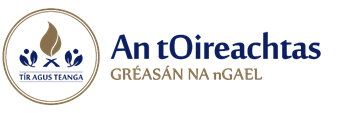 An tOireachtas
GRÉASÁN NA nGAEL
TÍR AGUS TEANGA